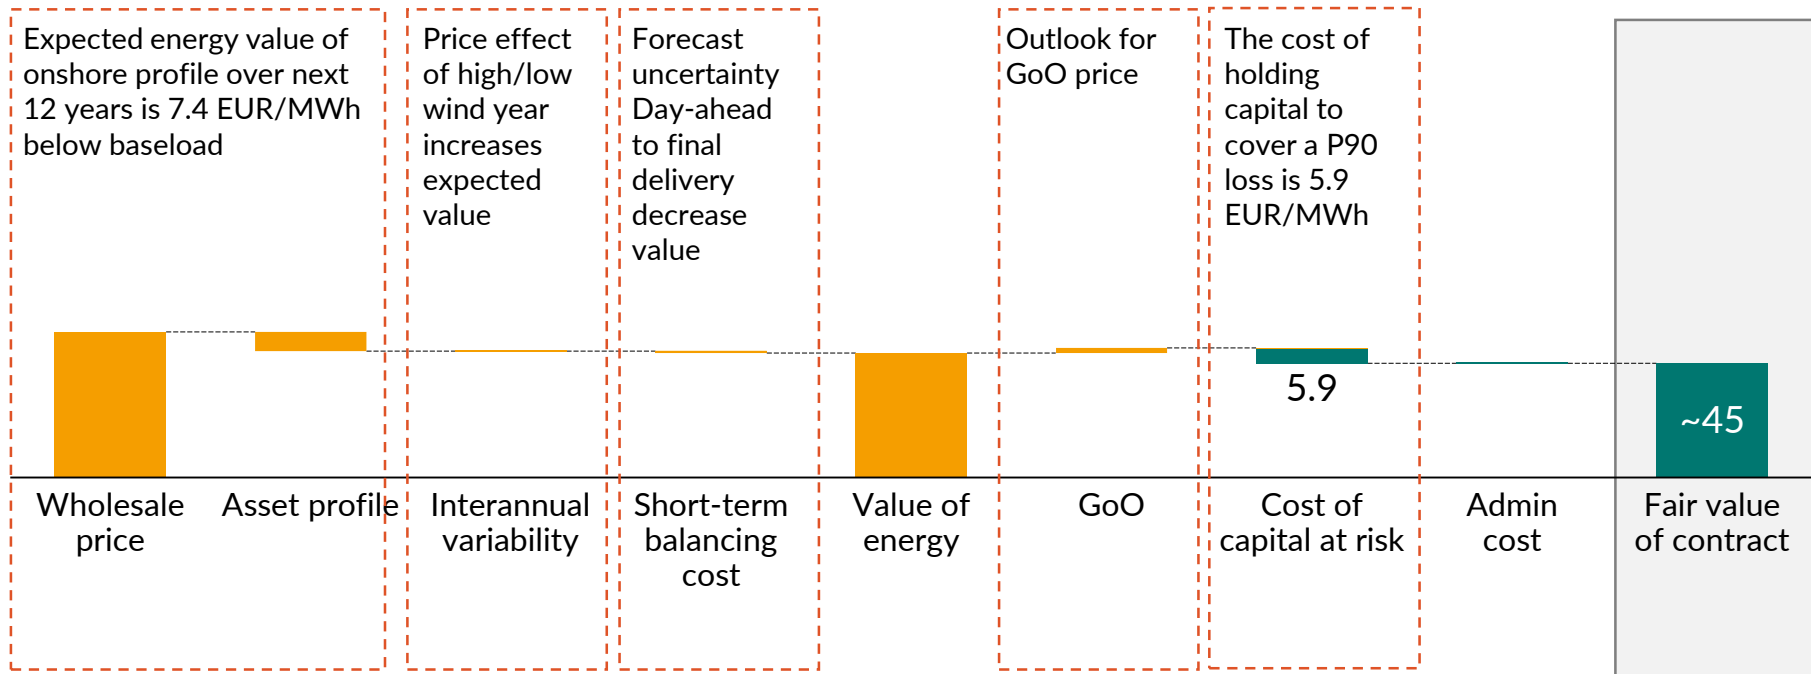 Expected energy value of
onshore profile over next
12 years is 7.4 EUR/MWh
below baseload
Price effect
of high/low
wind year
increases
expected
value
Forecast
uncertainty
Day-ahead
to final
delivery
decrease
value
Outlook for
GoO price
The cost of
holding
capital to
cover a P90
loss is 5.9
EUR/MWh
5.9
~45
Wholesale
price
Asset profile
Interannual
variability
Short-term
balancing
cost
Value of
energy
GoO
Cost of
capital at risk
Admin
cost
Fair value
of contract